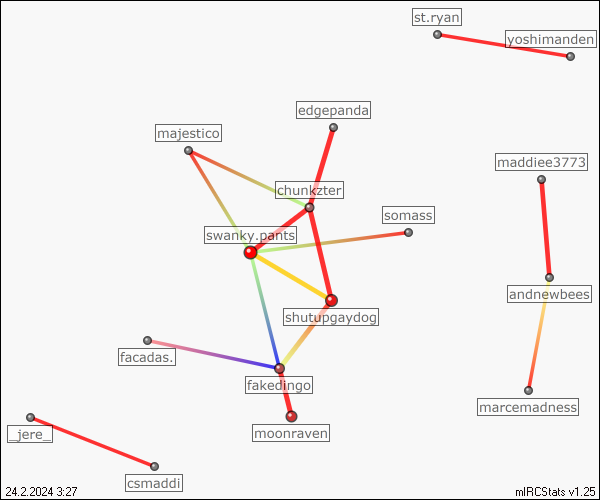 st.ryan
yoshimanden
edgepanda
majestico
maddiee3773
chunkzter
somass
swanky.pants
andnewbees
shutupgaydog
facadas.
fakedingo
marcemadness
_jere_
moonraven
csmaddi
24.2.2024 3:27
mIRCStats v1.25